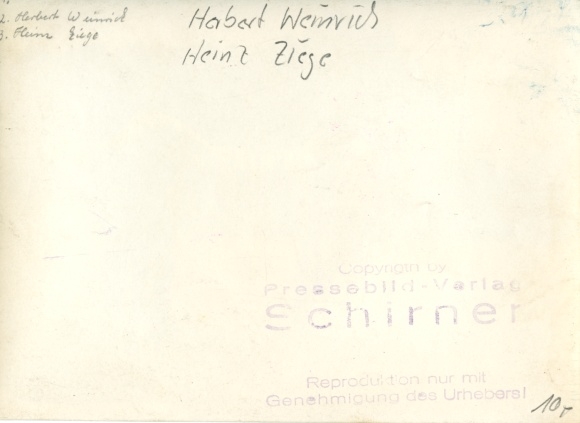 2. Herbert Weinrich
3. Heinz Ziege
Herbert Weinrich
Heinz Ziege
Copyright by
Pressebild-Verlag
Schirner
Reproduktion nur mit
Genehmigung des Urhebers!
10,-